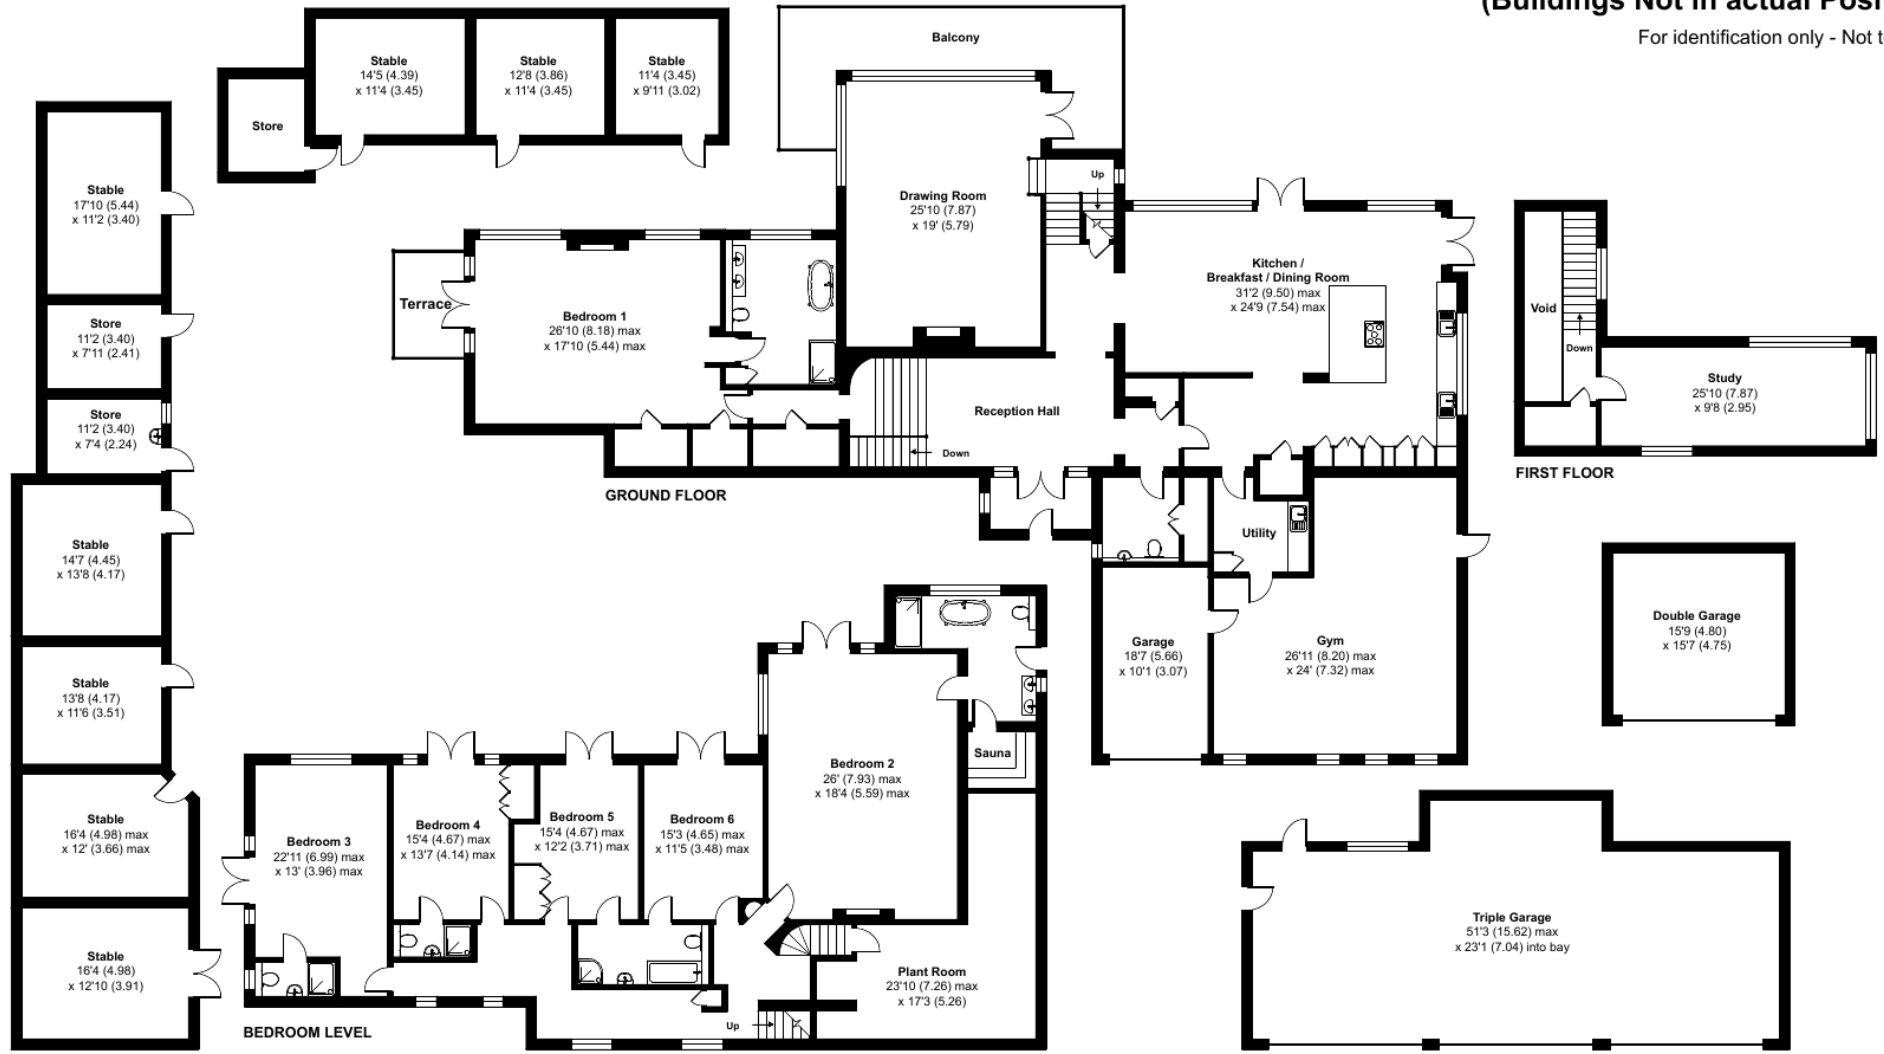 (Buildings Not in actual Posi
For identification only - Not t
Balcony
Stable
14'5 (4.39)
x 11'4 (3.45)
Stable
12'8 (3.86)
x 11'4 (3.45)
Stable
11'4 (3.45)
x 9'11 (3.02)
Store
Stable
17'10 (5.44)
x 11'2 (3.40)
Store
11'2 (3.40)
x 7'11 (2.41)
Store
11'2 (3.40)
x 7'4 (2.24)
Stable
14'7 (4.45)
x 13'8 (4.17)
Stable
13'8 (4.17)
x 11'6 (3.51)
Stable
16'4 (4.98) max
x 12' (3.66) max
Stable
16'4 (4.98)
x 12'10 (3.91)
Drawing Room
25'10 (7.87)
x 19' (5.79)
Up
Kitchen /
Breakfast / Dining Room
31'2 (9.50) max
x 24'9 (7.54) max
Terrace
Bedroom 1
26'10 (8.18) max
x 17'10 (5.44) max
Reception Hall
Down
GROUND FLOOR
Utility
Garage
18'7 (5.66)
x 10'1 (3.07)
Gym
26'11 (8.20) max
x 24' (7.32) max
Void
Down
Study
25'10 (7.87)
x 9'8 (2.95)
FIRST FLOOR
Double Garage
15'9 (4.80)
x 15'7 (4.75)
Triple Garage
51'3 (15.62) max
x 23'1 (7.04) into bay
Sauna
Bedroom 2
26' (7.93) max
x 18'4 (5.59) max
Bedroom 3
22'11 (6.99) max
x 13' (3.96) max
Bedroom 4
15'4 (4.67) max
x 13'7 (4.14) max
Bedroom 5
15'4 (4.67) max
x 12'2 (3.71) max
Bedroom 6
15'3 (4.65) max
x 11'5 (3.48) max
Plant Room
23'10 (7.26) max
x 17'3 (5.26)
Up
BEDROOM LEVEL